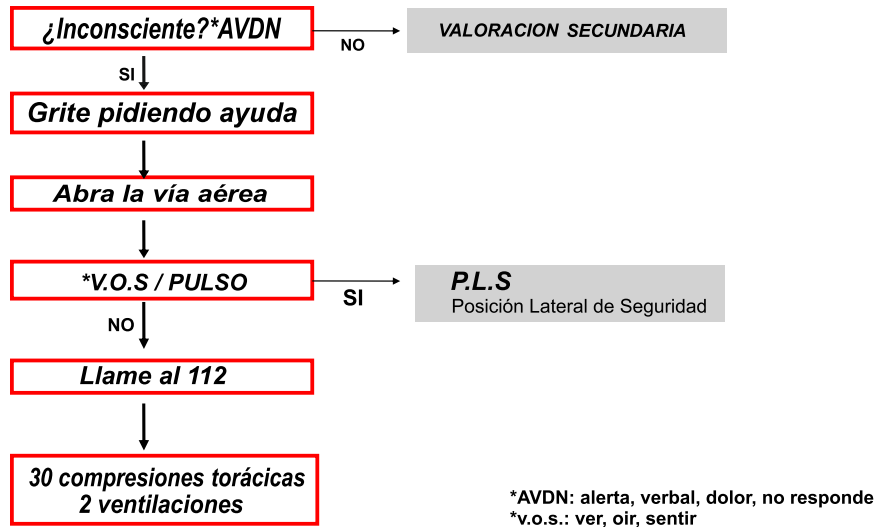 ¿Inconsciente?*AVDN
NO
VALORACION SECUNDARIA
SI
Grite pidiendo ayuda
Abra la vía aérea
*V.O.S / PULSO
SI
P.L.S
Posición Lateral de Seguridad
NO
Llame al 112
30 compresiones torácicas
2 ventilaciones
*AVDN: alerta, verbal, dolor, no responde
*v.o.s.: ver, oir, sentir